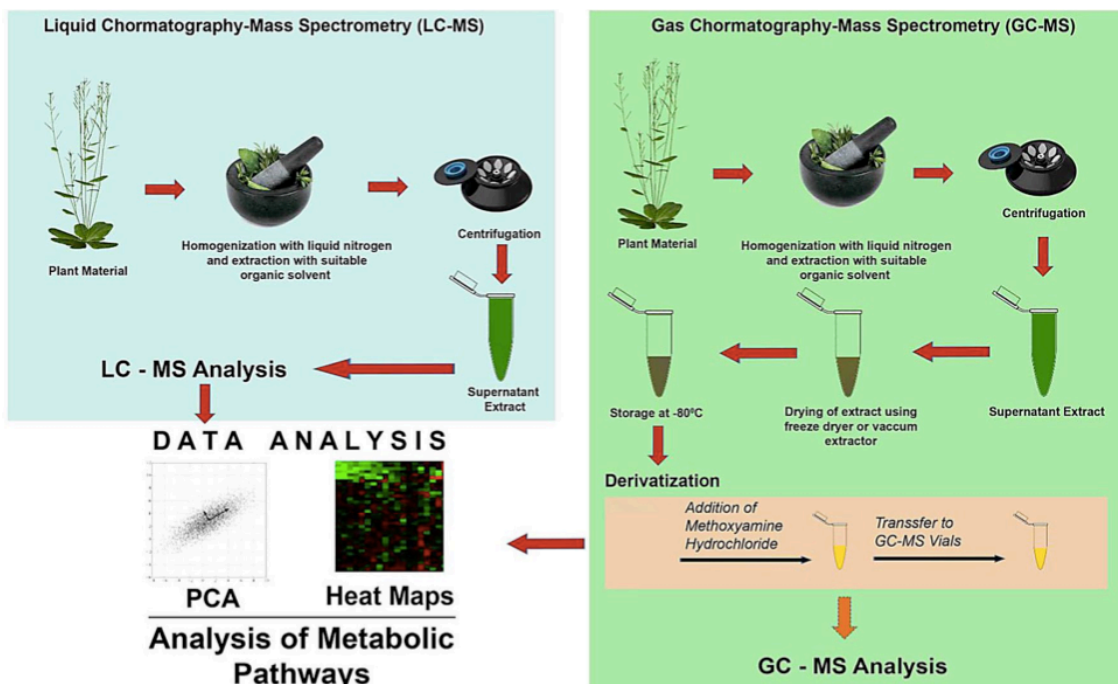 Liquid Chormatography-Mass Spectrometry (LC-MS)
Plant Material
Homogenization with liquid nitrogen
and extraction with suitable
organic solvent
Centrifugation
Supernatant
Extract
LC - MS Analysis
DATA ANALYSIS
PCA
Heat Maps
Analysis of Metabolic
Pathways
Gas Chormatography-Mass Spectrometry (GC-MS)
Plant Material
Homogenization with liquid nitrogen
and extraction with suitable
organic solvent
Centrifugation
Supernatant Extract
Drying of extract using
freeze dryer or vaccum
extractor
Storage at -80ºC
Derivatization
Addition of
Methoxyamine
Hydrochloride
Transsfer to
GC-MS Vials
GC - MS Analysis